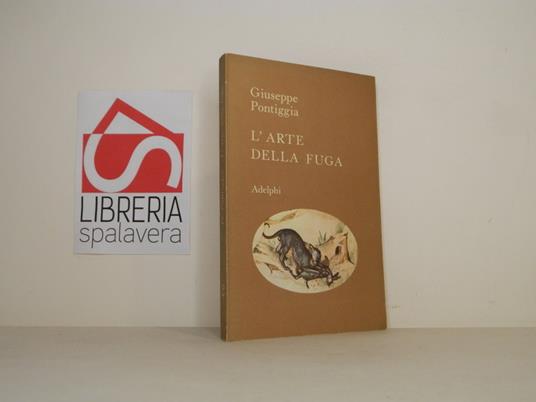 LIBRERIA
spalavera
Giuseppe
Pontiggia
L'ARTE
DELLA FUGA
Adelphi